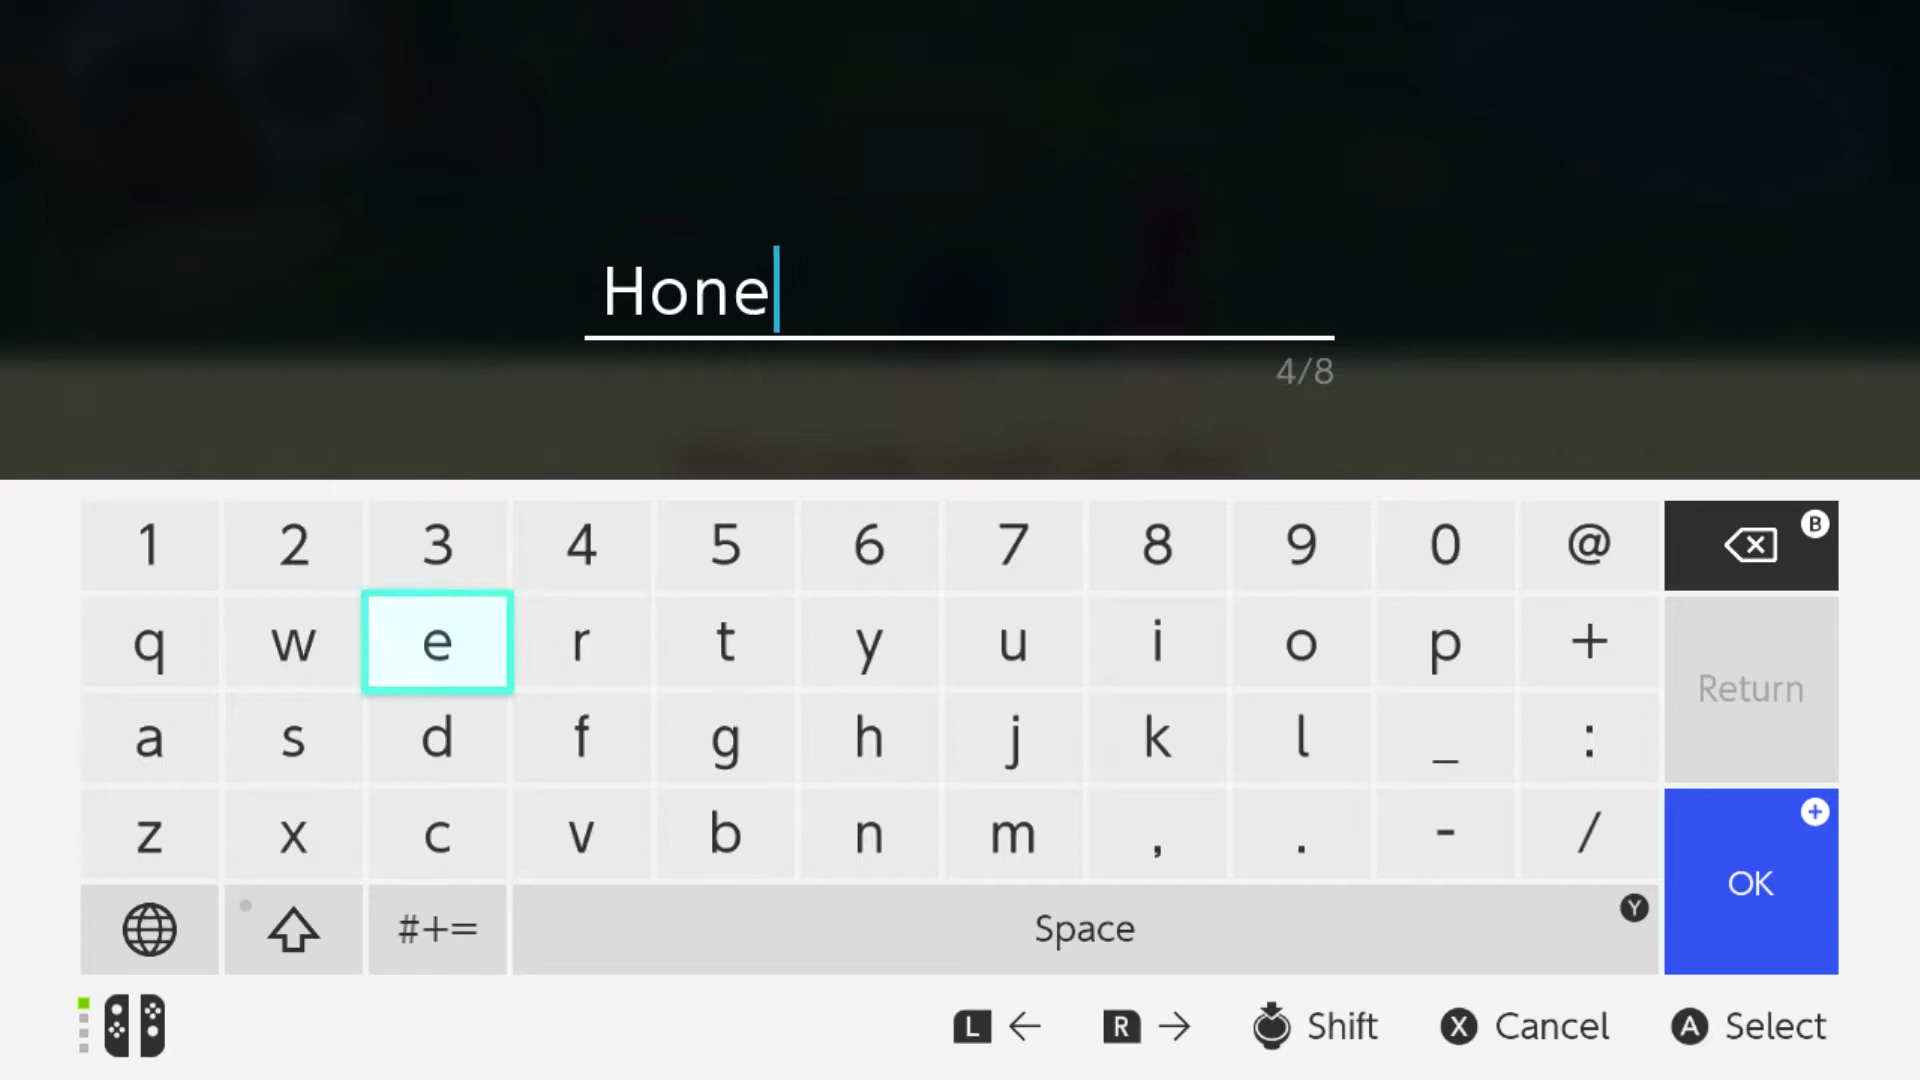 Hone
4/8
1 2 3 4 5 6 7 8 9 0 @ B
q w e r t y u i o p +
Return
a s d f g h j k l _ :
z x c v b n m , . - / +
OK
#+= Space Y
L ← R → Shift X Cancel A Select